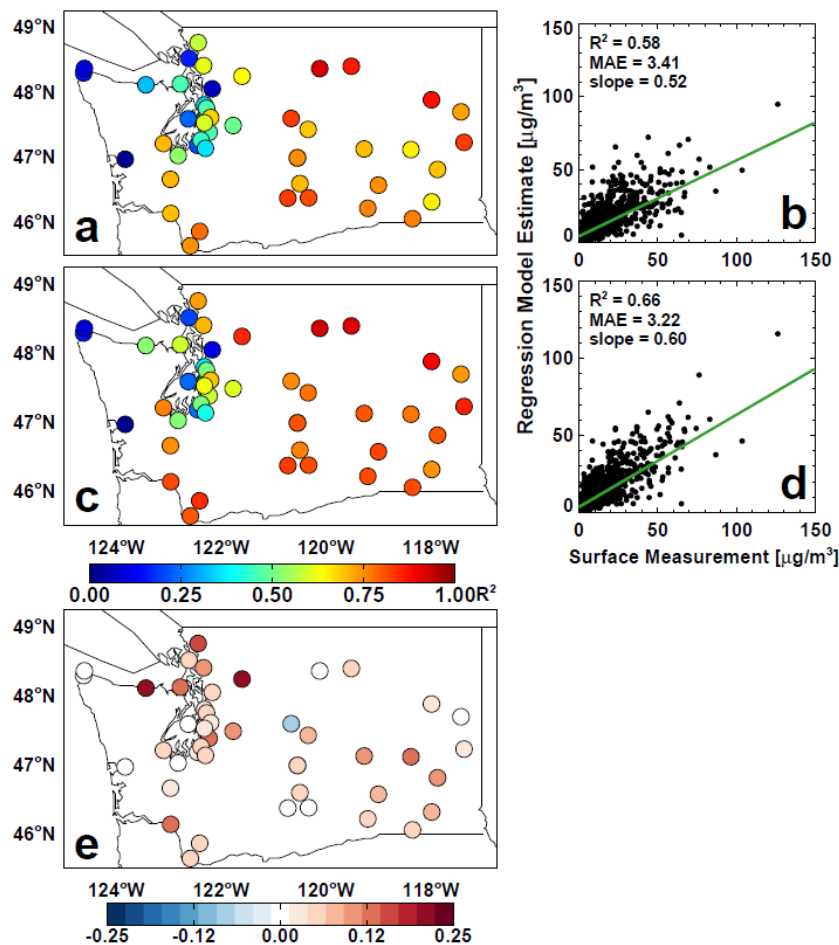 49°N
48°N
47°N
46°N
a
Regression Model Estimate [µg/m³]
150
100
50
0
R² = 0.58
MAE = 3.41
slope = 0.52
b
0 50 100 150
49°N
48°N
47°N
46°N
c
124°W 122°W 120°W 118°W
0.00 0.25 0.50 0.75 1.00R²
150
100
50
0
R² = 0.66
MAE = 3.22
slope = 0.60
d
0 50 100 150
Surface Measurement [µg/m³]
49°N
48°N
47°N
46°N
e
124°W 122°W 120°W 118°W
-0.25 -0.12 0.00 0.12 0.25